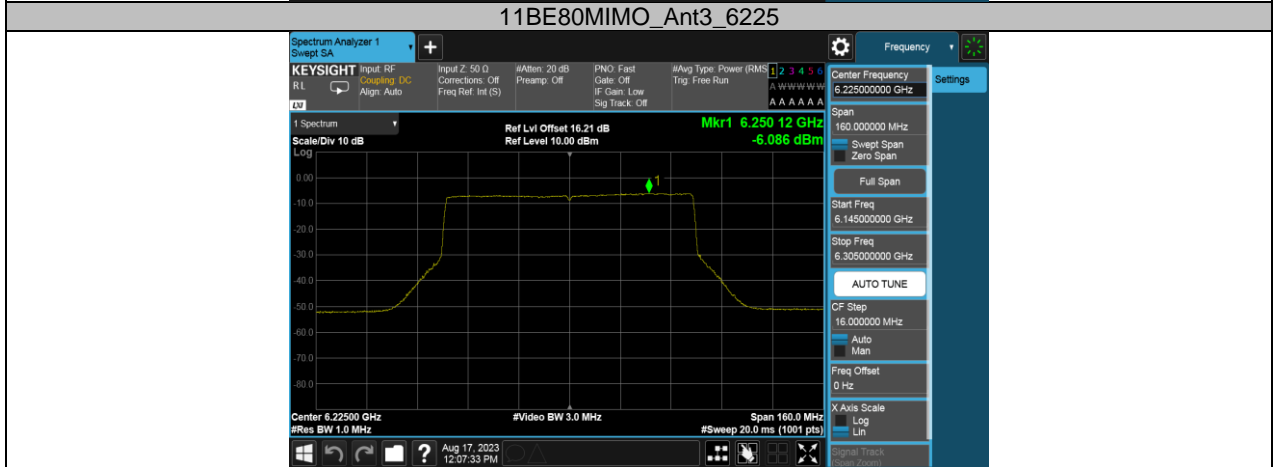 11BE80MIMO_Ant3_6225
Spectrum Analyzer 1
Swept SA
Frequency
KEYSIGHT
RL
LXI
Input: RF
Coupling: DC
Align: Auto
Input Z: 50 Ω
Corrections: Off
Freq Ref: Int (S)
#Atten: 20 dB
Preamp: Off
PNO: Fast
Gate: Off
IF Gain: Low
Sig Track: Off
#Avg Type: Power (RMS
Trig: Free Run
1 2 3 4 5 6
A W W W W W
A A A A A A
Center Frequency
6.225000000 GHz
Settings
Span
160.000000 MHz
Swept Span
Zero Span
Full Span
Start Freq
6.145000000 GHz
Stop Freq
6.305000000 GHz
AUTO TUNE
CF Step
16.000000 MHz
Auto
Man
Freq Offset
0 Hz
X Axis Scale
Log
Lin
Signal Track
(Span Zoom)
1 Spectrum
Scale/Div 10 dB
Log
Ref Lvl Offset 16.21 dB
Ref Level 10.00 dBm
Mkr1 6.250 12 GHz
-6.086 dBm
1
0.00
-10.0
-20.0
-30.0
-40.0
-50.0
-60.0
-70.0
-80.0
Center 6.22500 GHz
#Res BW 1.0 MHz
#Video BW 3.0 MHz
Span 160.0 MHz
#Sweep 20.0 ms (1001 pts)
?
Aug 17, 2023
12:07:33 PM